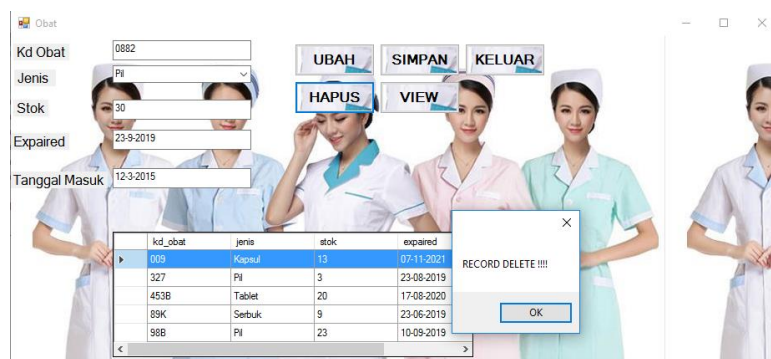 Obat
Kd Obat 0882
Jenis Pil
Stok 30
Expaired 23-9-2019
Tanggal Masuk 12-3-2015
UBAH SIMPAN KELUAR
HAPUS VIEW
kd_obat jenis stok expaired
009 Kapsul 13 07-11-2021
327 Pil 3 23-08-2019
453B Tablet 20 17-08-2020
89K Serbuk 9 23-06-2019
98B Pil 23 10-09-2019
RECORD DELETE !!!!
OK